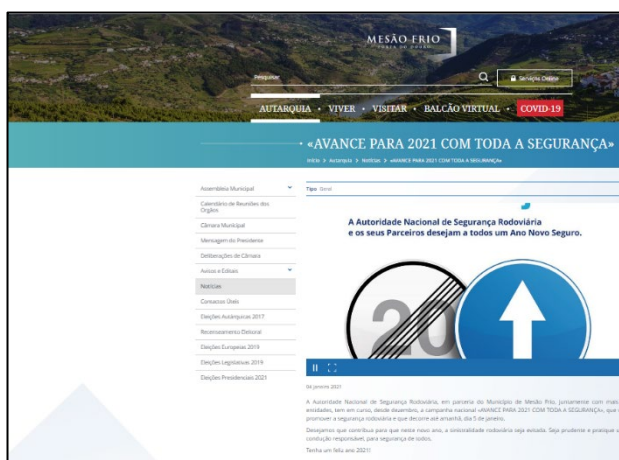 MESÃO FRIO
PORTA DO DOURO
Pesquisar
Serviços Online
AUTARQUIA • VIVER • VISITAR • BALCÃO VIRTUAL • COVID-19
«AVANCE PARA 2021 COM TODA A SEGURANÇA»
Início > Autarquia > Notícias > «AVANCE PARA 2021 COM TODA A SEGURANÇA»
Assembleia Municipal
Calendário de Reuniões dos
Orgãos
Câmara Municipal
Mensagem do Presidente
Deliberações de Câmara
Avisos e Editais
Notícias
Contactos Úteis
Eleições Autárquicas 2017
Recenseamento Eleitoral
Eleições Europeias 2019
Eleições Legislativas 2019
Eleições Presidenciais 2021
Tipo Geral
A Autoridade Nacional de Segurança Rodoviária
e os seus Parceiros desejam a todos um Ano Novo Seguro.
20
04 janeiro 2021
A Autoridade Nacional de Segurança Rodoviária, em parceria do Município de Mesão Frio, juntamente com mais
entidades, tem em curso, desde dezembro, a campanha nacional «AVANCE PARA 2021 COM TODA A SEGURANÇA», que
promover a segurança rodoviária e que decorre até amanhã, dia 5 de janeiro.
Desejamos que contribua para que neste novo ano, a sinistralidade rodoviária seja evitada. Seja prudente e pratique
condução responsável, para segurança de todos.
Tenha um feliz ano 2021!